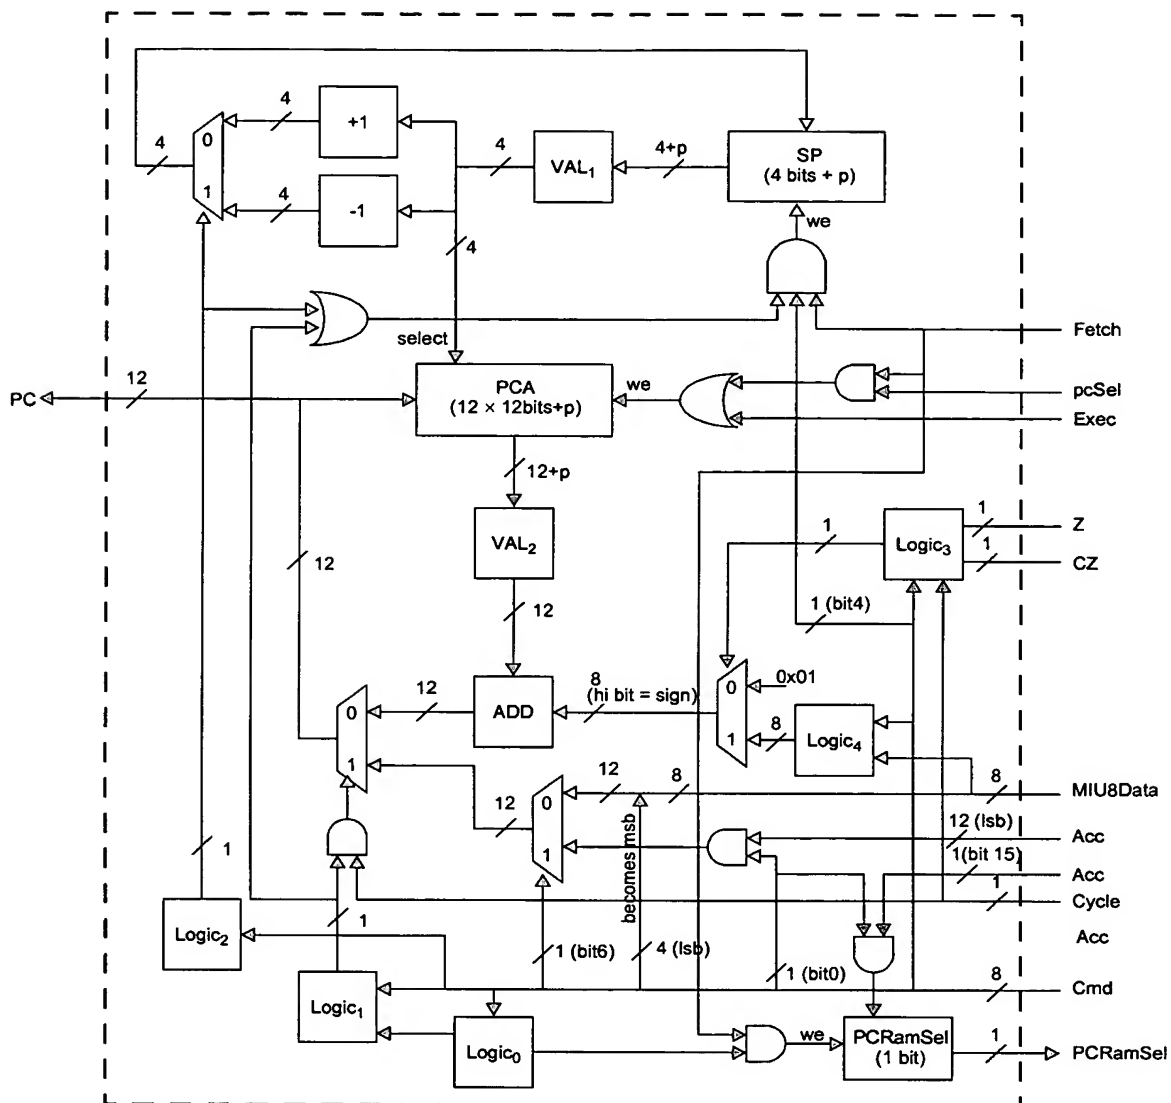 4
+1
4
0
1
4
-1
4
4
VAL1
4+p
SP
(4 bits + p)
we
Fetch
select
PC
12
PCA
(12 × 12bits+p)
we
pcSel
Exec
12+p
VAL2
12
12
1
Logic3
1
Z
1
CZ
1 (bit4)
0
1
12
ADD
8
(hi bit = sign)
0
1
0x01
8
Logic4
12
12
8
0
1
8
MIU8Data
12 (lsb)
Acc
1(bit 15)
Acc
1
Cycle
Acc
becomes msb
1
1
Logic2
1 (bit6)
4 (lsb)
1 (bit0)
8
Cmd
Logic1
Logic0
we
PCRamSel
(1 bit)
1
PCRamSel